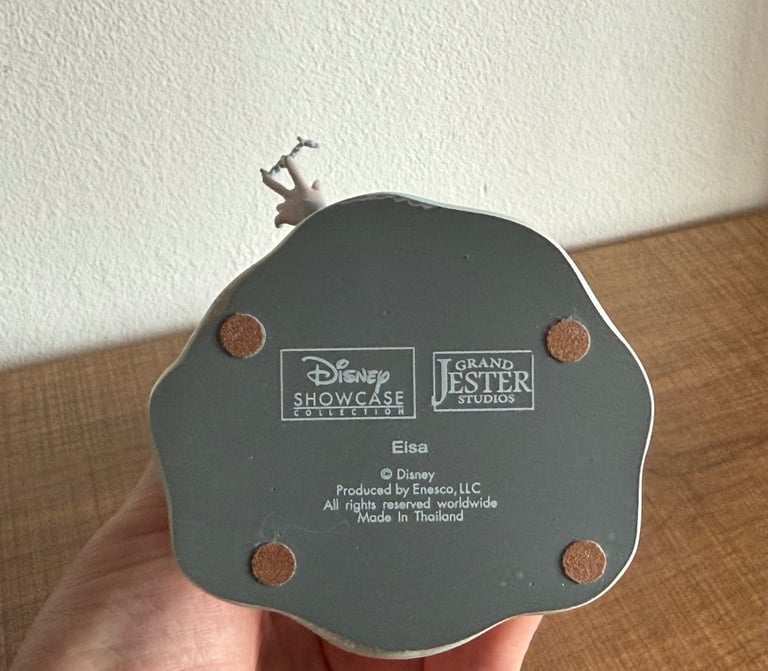 Disney
SHOWCASE
COLLECTION
GRAND
JESTER
STUDIOS
Elsa
© Disney
Produced by Enesco, LLC
All rights reserved worldwide
Made In Thailand